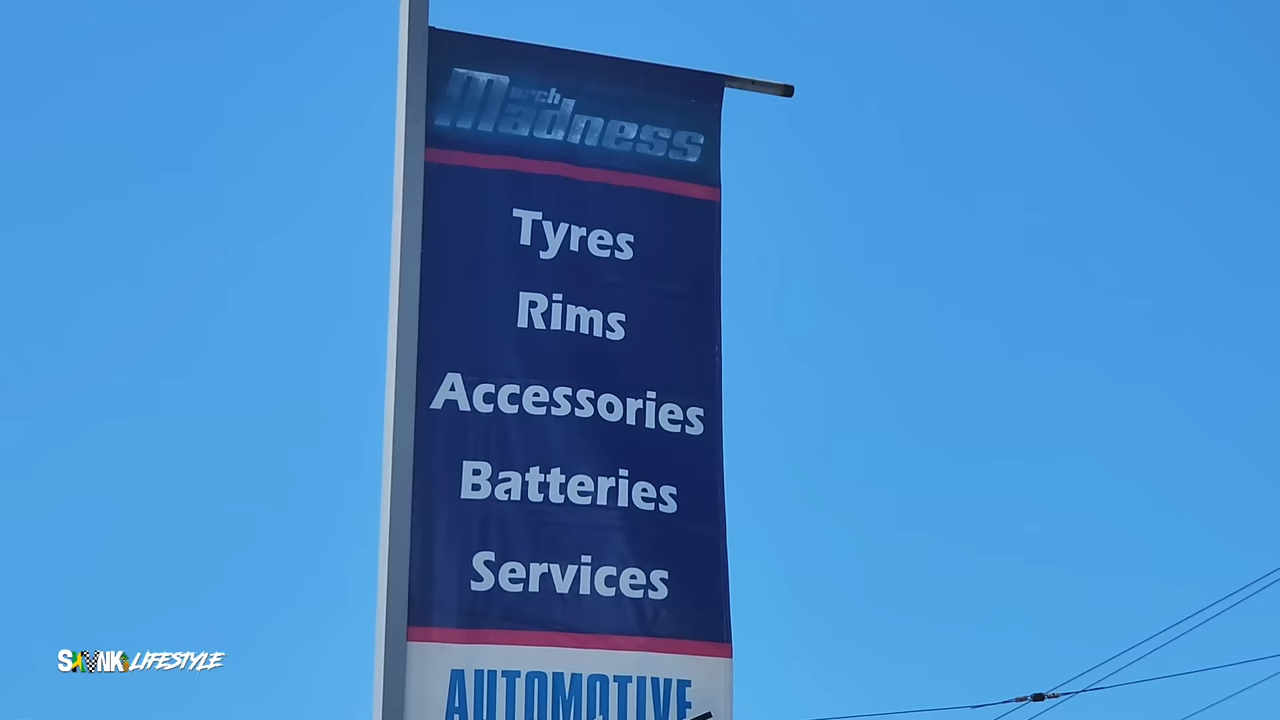 March
Madness
Tyres
Rims
Accessories
Batteries
Services
AUTOMOTIVE
LIFESTYLE